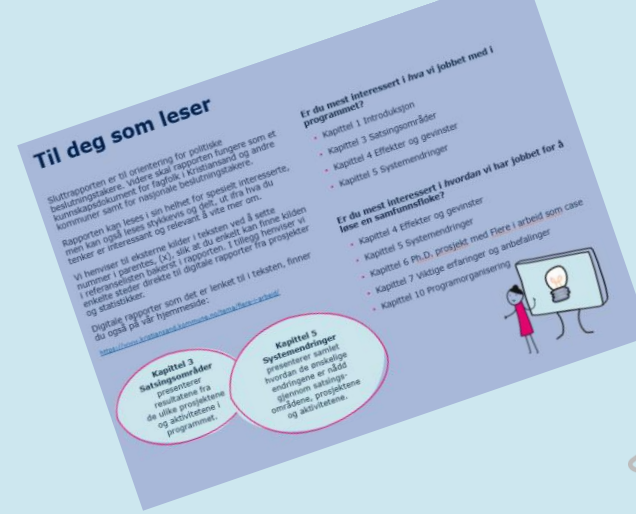 Til deg som leser
Sluttrapporten er til orientering for politiske
beslutningstakere. Videre skal rapporten fungere som et
kunnskapsdokument for fagfolk i Kristiansand og andre
kommuner samt for nasjonale beslutningstakere.
Rapporten kan leses i sin helhet for spesielt interesserte,
men kan også leses stykkevis og delt, ut ifra hva du
tenker er interessant og relevant å vite mer om.
Vi henviser til eksterne kilder i teksten ved å sette
nummer i parentes, (X), slik at du enkelt kan finne kilden
i referanselisten bakerst i rapporten. I tillegg henviser vi
enkelte steder direkte til digitale rapporter fra prosjekter
og statistikker.
Digitale rapporter som det er lenket til i teksten, finner
du også på vår hjemmeside:
https://www.kristiansand.kommune.no/tema/flere-i-arbeid/
Kapittel 3
Satsingsområder
presenterer
resultatene fra
de ulike prosjektene
og aktivitetene i
programmet.
Kapittel 5
Systemendringer
presenterer samlet
hvordan de ønskelige
endringene er nådd
gjennom satsings-
områdene, prosjektene
og aktivitetene.
Er du mest interessert i hva vi jobbet med i
programmet?
• Kapittel 1 Introduksjon
• Kapittel 3 Satsingsområder
• Kapittel 4 Effekter og gevinster
• Kapittel 5 Systemendringer
Er du mest interessert i hvordan vi har jobbet for å
løse en samfunnsfloke?
• Kapittel 4 Effekter og gevinster
• Kapittel 5 Systemendringer
• Kapittel 6 Ph.D, prosjekt med Flere i arbeid som case
• Kapittel 7 Viktige erfaringer og anbefalinger
• Kapittel 10 Programorganisering